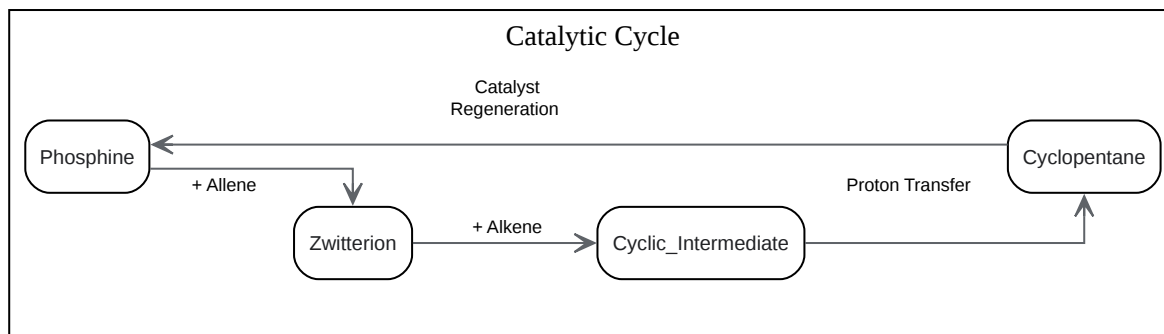 Catalytic Cycle
Catalyst
Regeneration
Phosphine
Cyclopentane
+ Allene
Proton Transfer
Zwitterion
+ Alkene
Cyclic_Intermediate